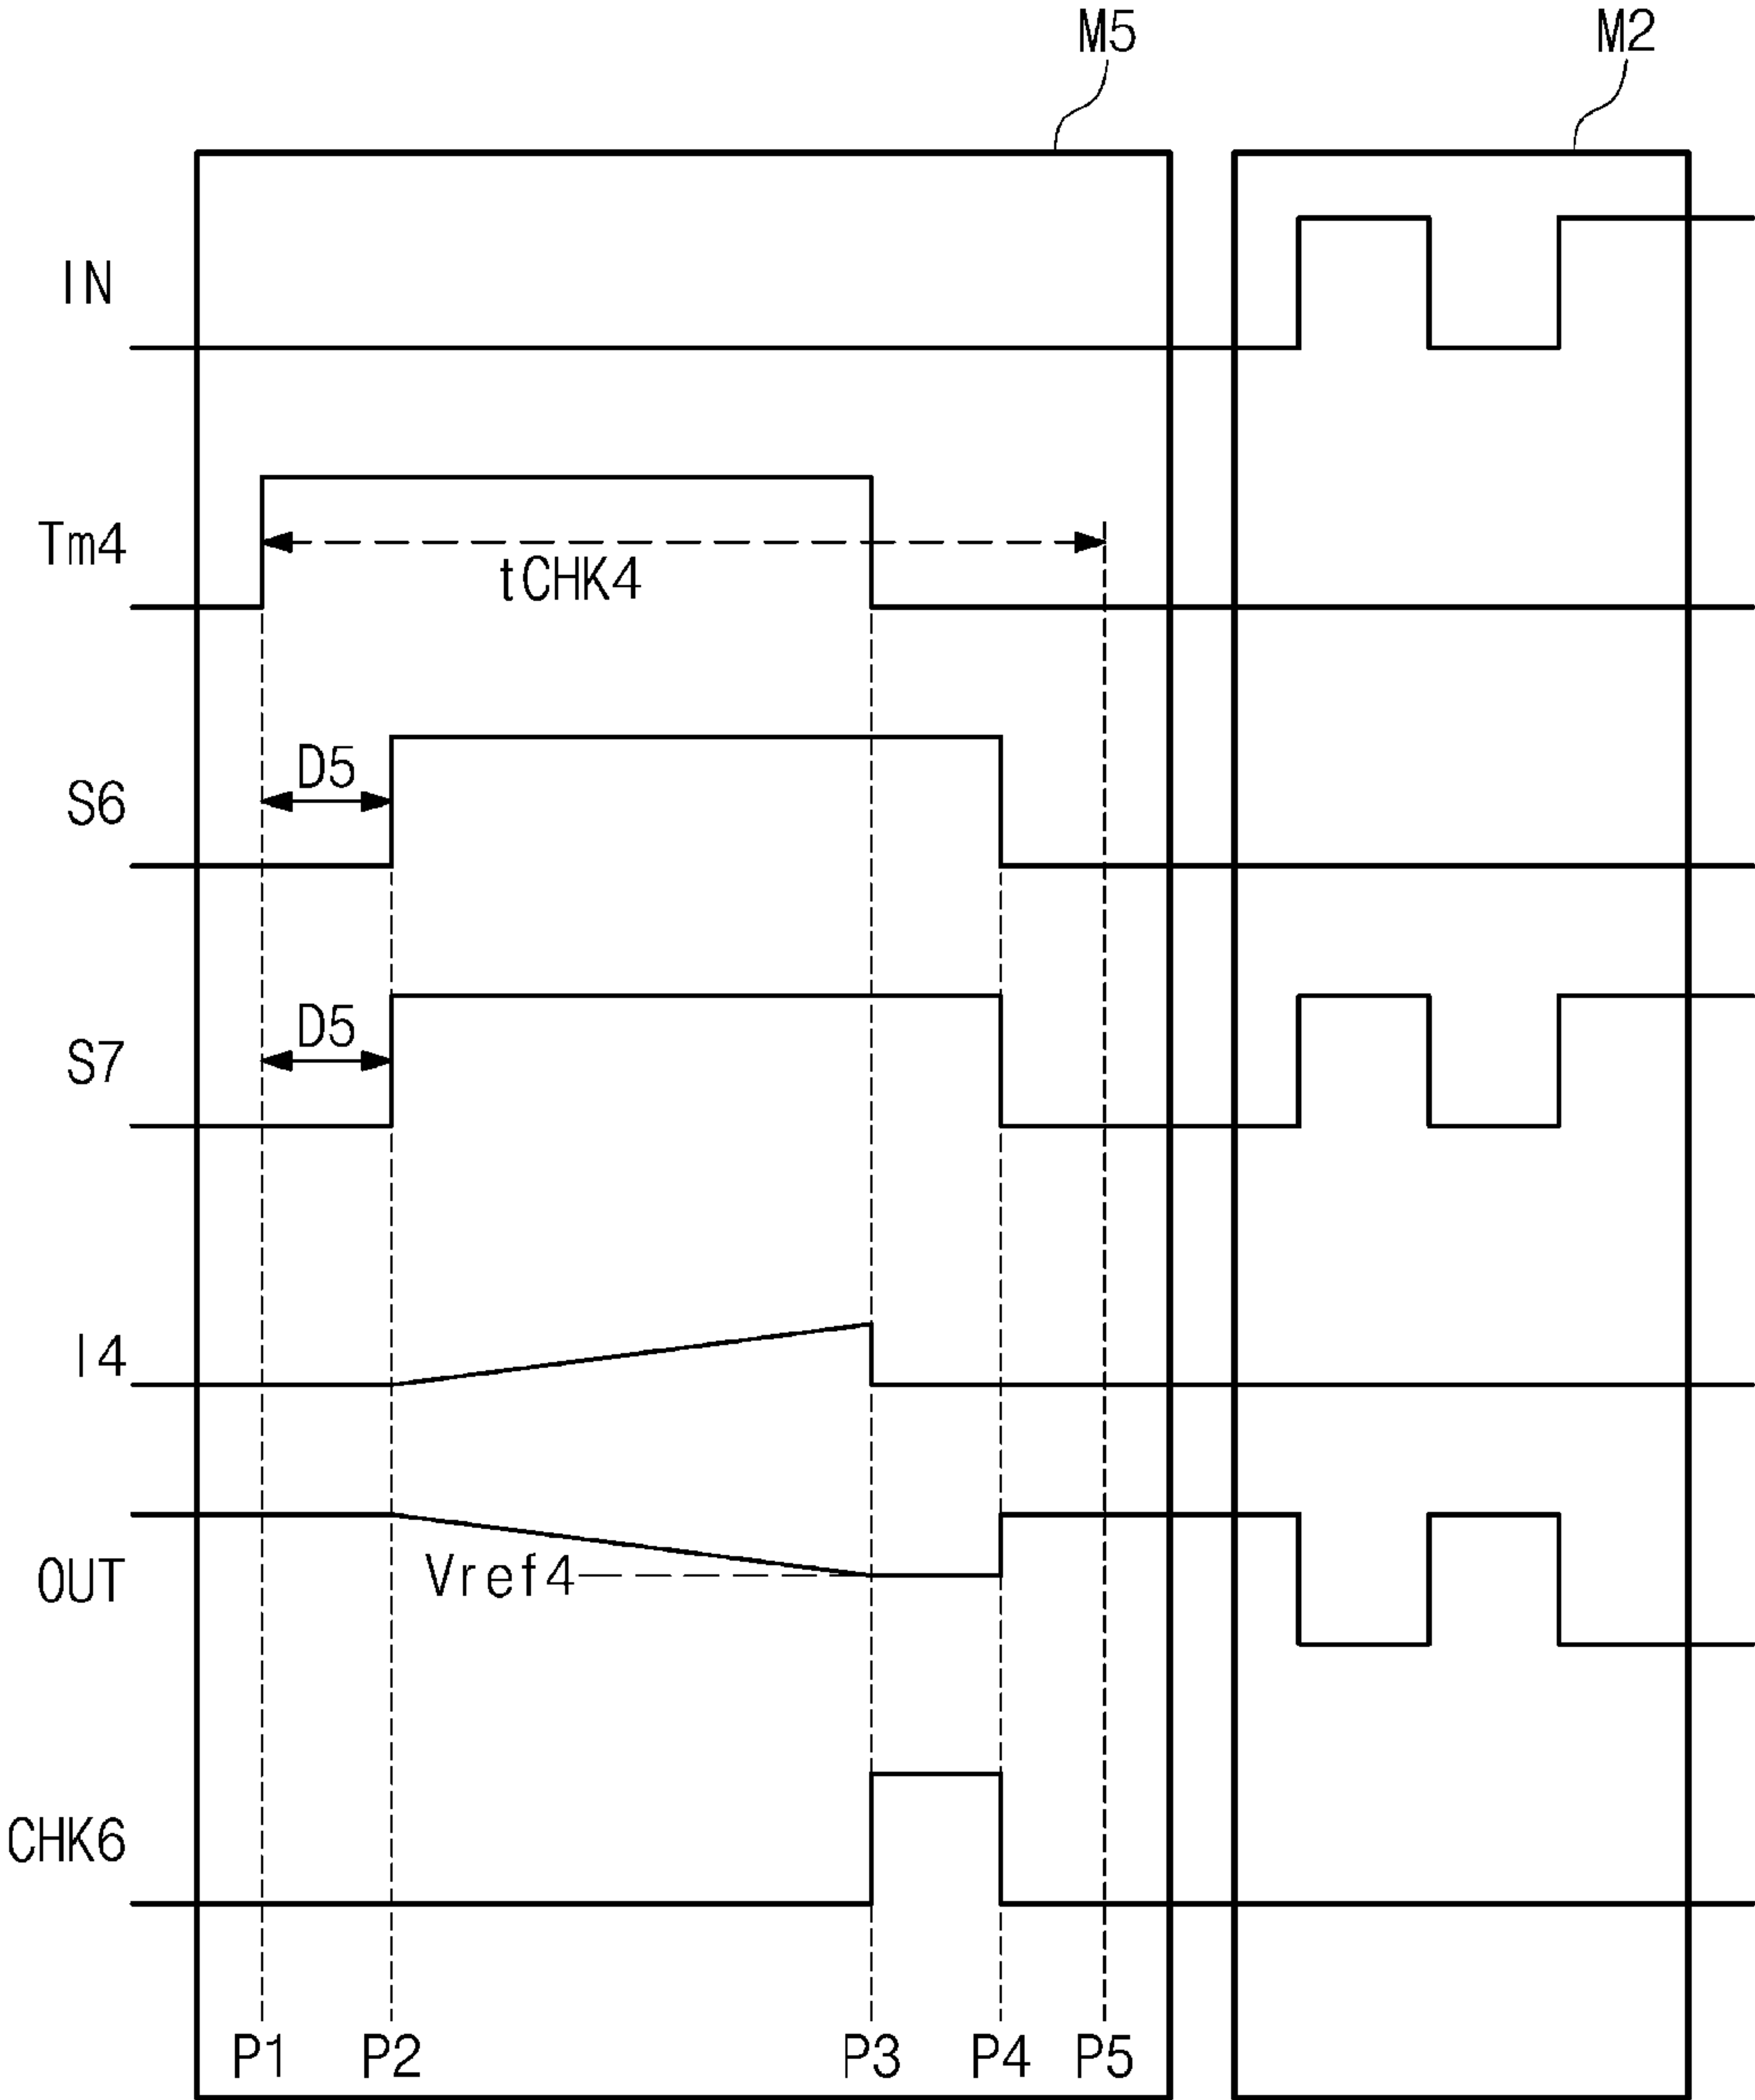 M5 M2
IN
Tm4
tCHK4
D5
S6
D5
S7
I4
Vref4
OUT
CHK6
P1 P2 P3 P4 P5